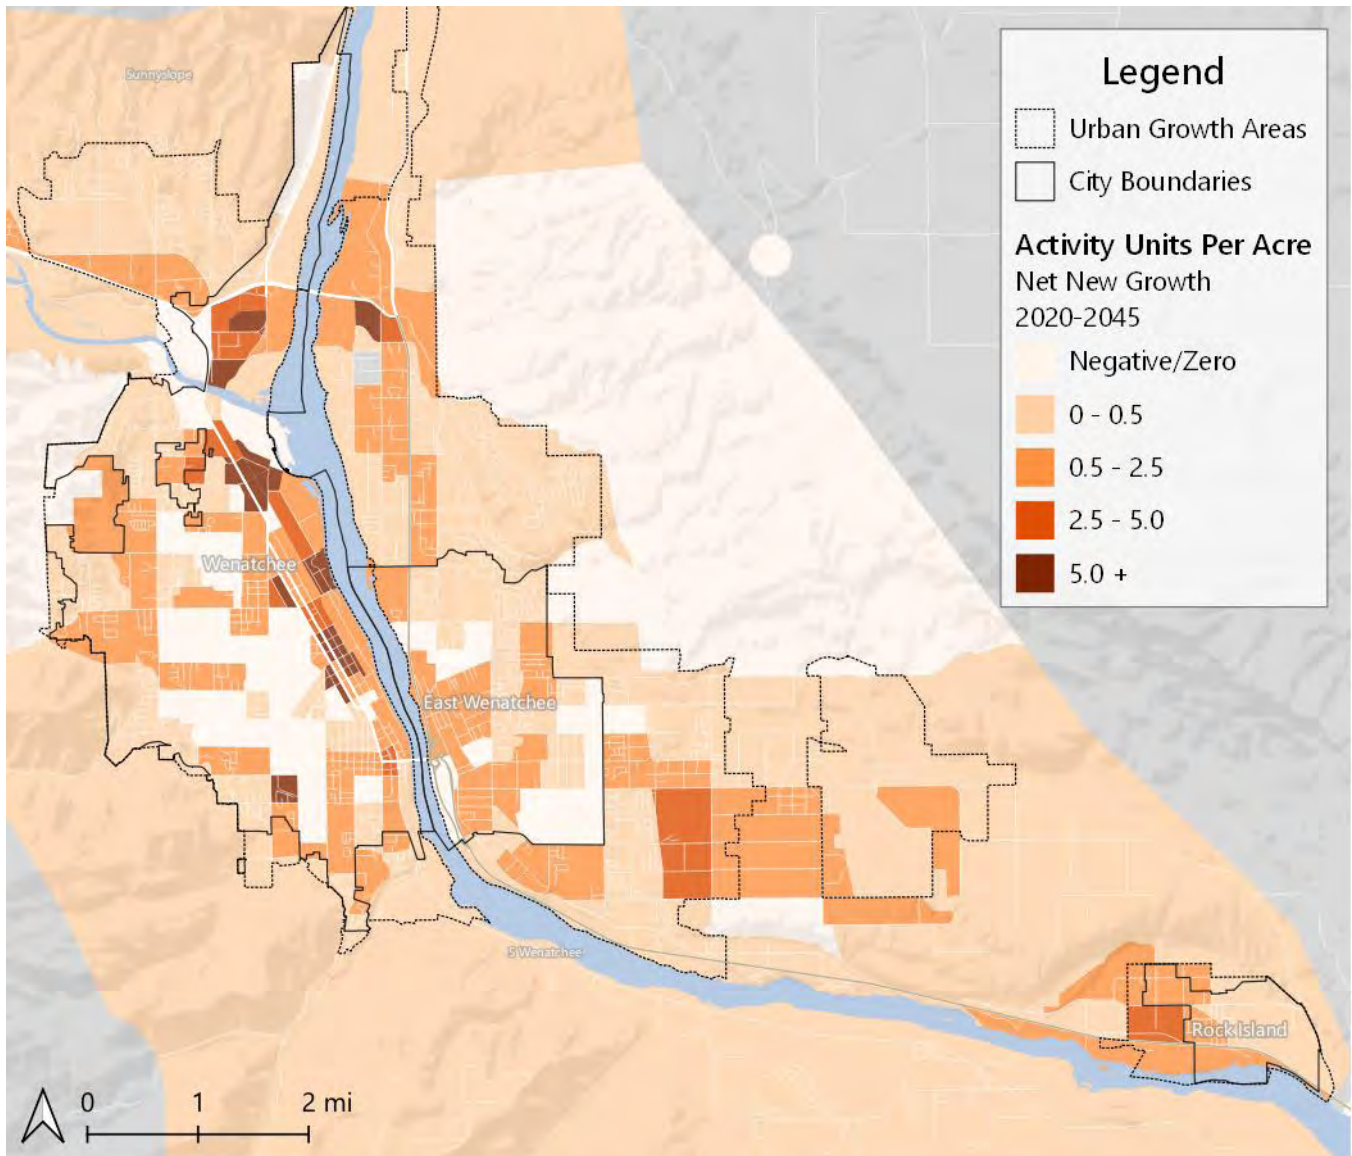 Legend
Urban Growth Areas
City Boundaries
Activity Units Per Acre
Net New Growth
2020-2045
Negative/Zero
0 - 0.5
0.5 - 2.5
2.5 - 5.0
5.0 +
Sunnyslope
Wenatchee
East Wenatchee
S Wenatchee
Rock Island
0 1 2 mi